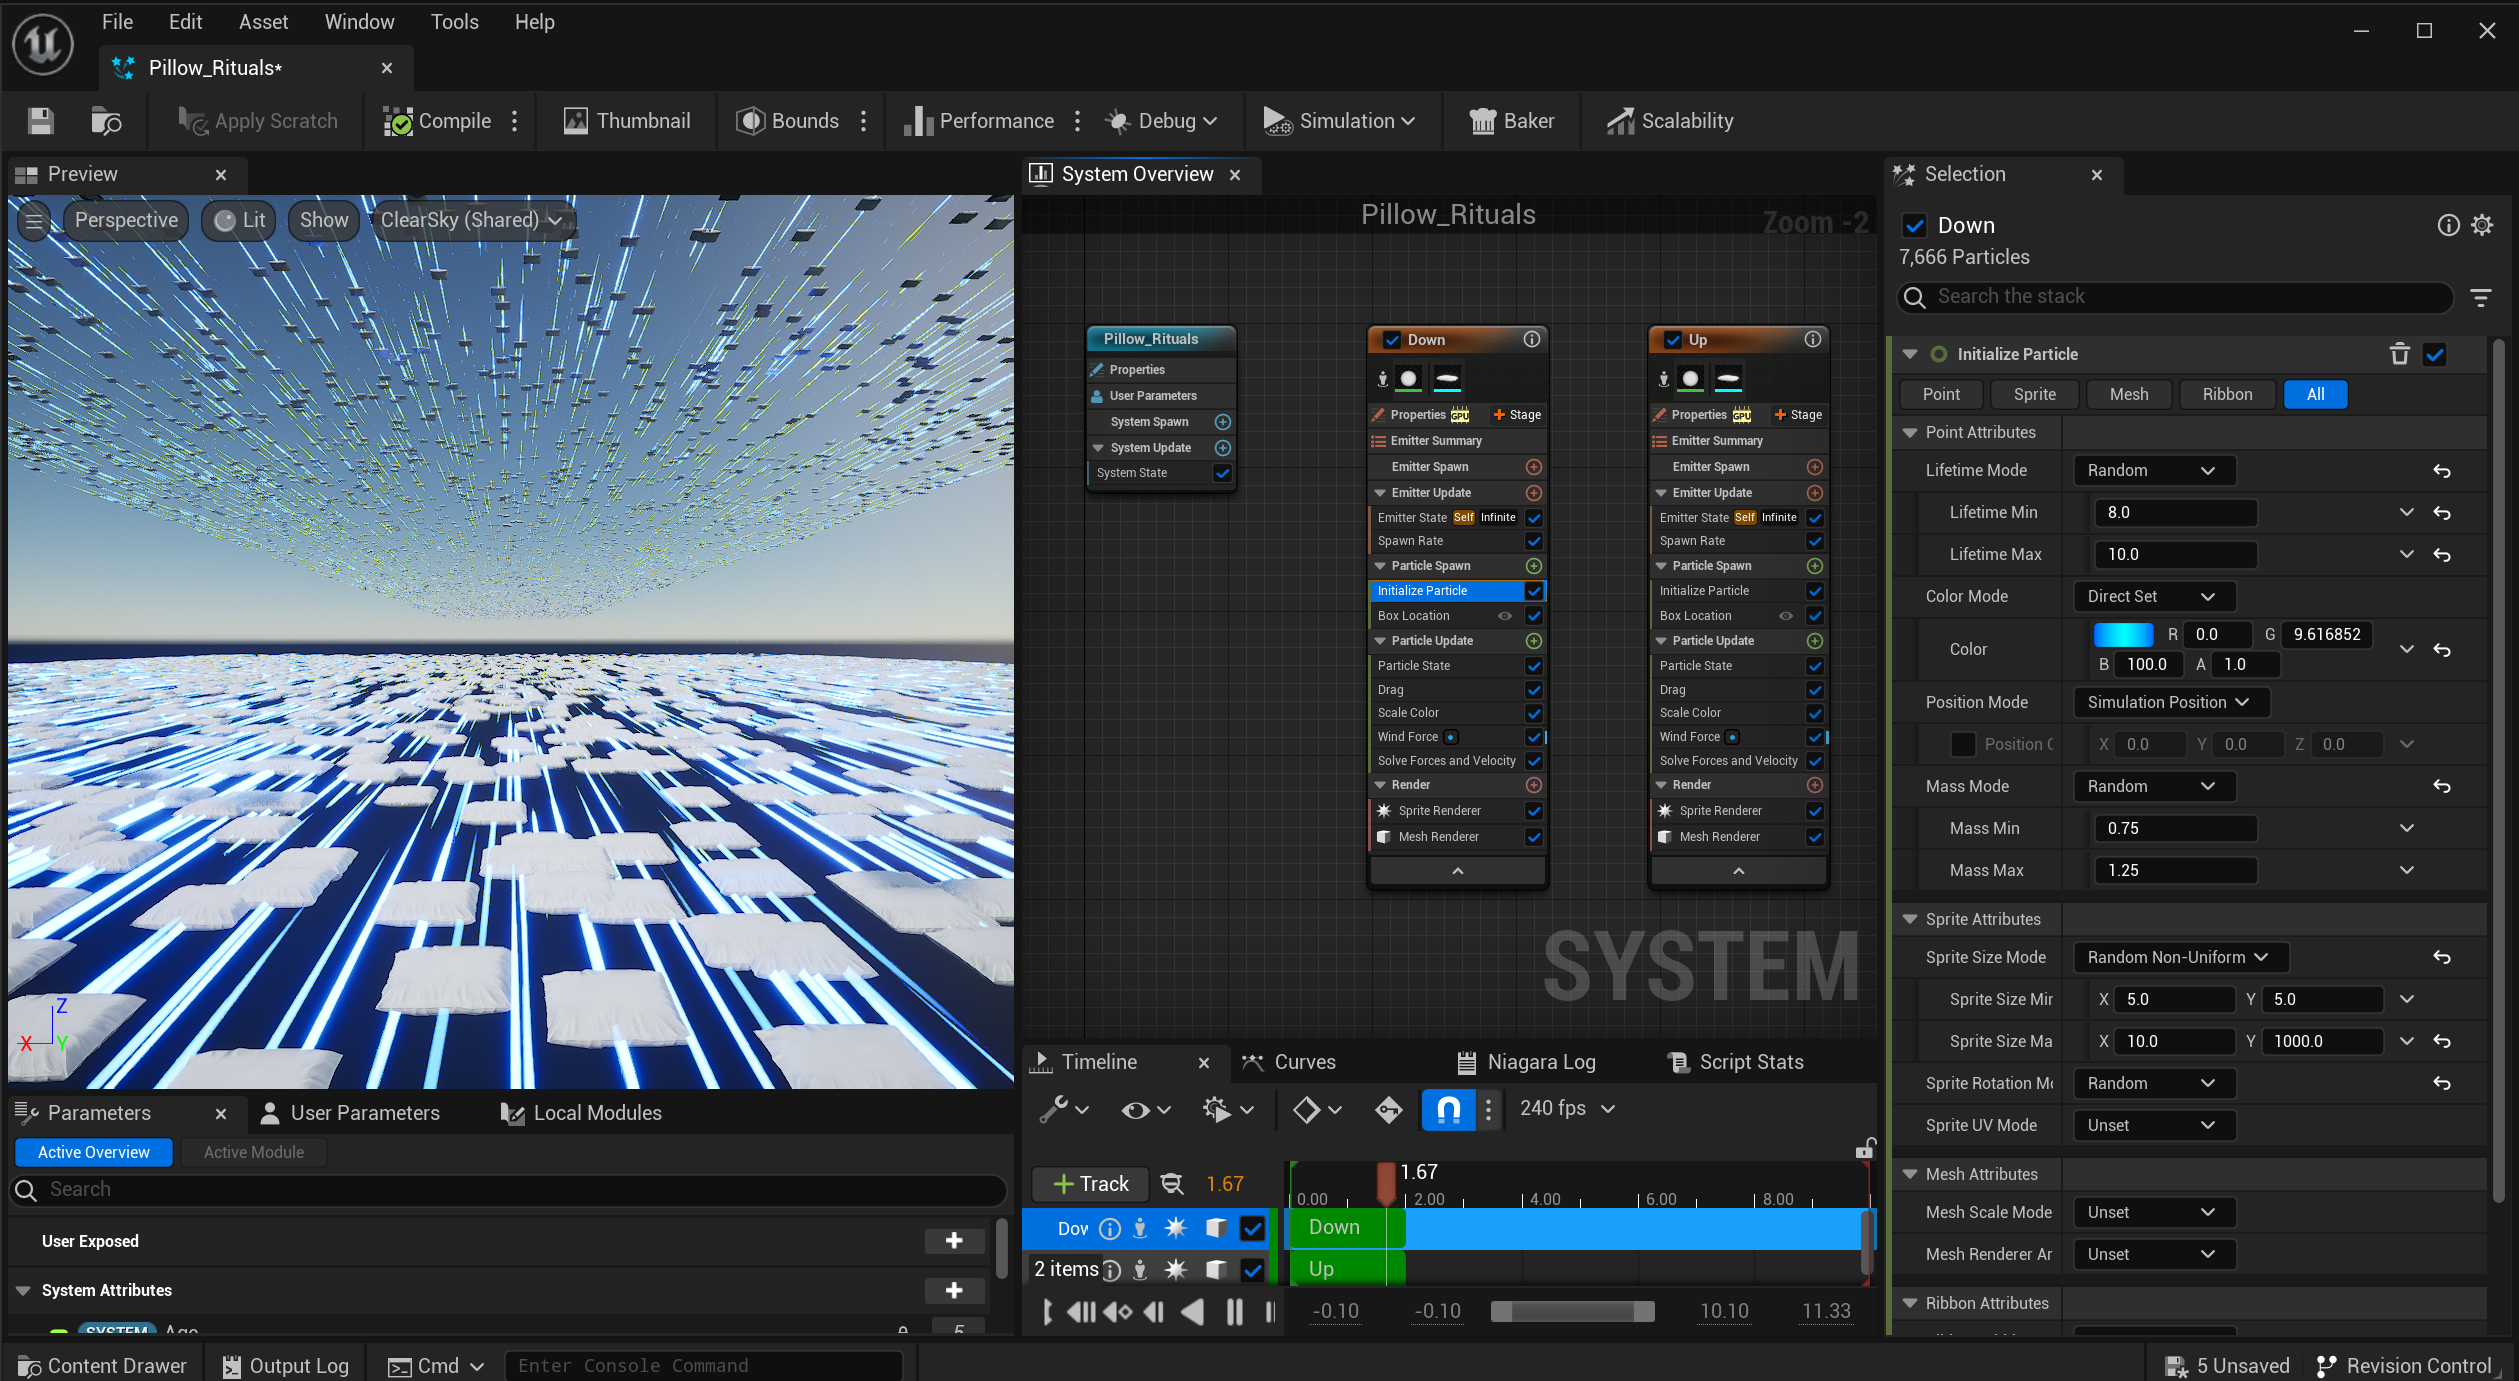 File Edit Asset Window Tools Help
Pillow_Rituals*
Apply Scratch Compile Thumbnail Bounds Performance Debug Simulation Baker Scalability
Preview
Perspective Lit Show ClearSky (Shared)
Z
X Y
System Overview
Pillow_Rituals
Zoom -2
Pillow_Rituals
Properties
User Parameters
System Spawn
System Update
System State
Down
Properties GPU Stage
Emitter Summary
Emitter Spawn
Emitter Update
Emitter State Self Infinite
Spawn Rate
Particle Spawn
Initialize Particle
Box Location
Particle Update
Particle State
Drag
Scale Color
Wind Force
Solve Forces and Velocity
Render
Sprite Renderer
Mesh Renderer
Up
Properties GPU Stage
Emitter Summary
Emitter Spawn
Emitter Update
Emitter State Self Infinite
Spawn Rate
Particle Spawn
Initialize Particle
Box Location
Particle Update
Particle State
Drag
Scale Color
Wind Force
Solve Forces and Velocity
Render
Sprite Renderer
Mesh Renderer
SYSTEM
Selection
Down
7,666 Particles
Search the stack
Initialize Particle
Point Sprite Mesh Ribbon All
Point Attributes
Lifetime Mode Random
Lifetime Min 8.0
Lifetime Max 10.0
Color Mode Direct Set
Color R 0.0 G 9.616852
B 100.0 A 1.0
Position Mode Simulation Position
Position X 0.0 Y 0.0 Z 0.0
Mass Mode Random
Mass Min 0.75
Mass Max 1.25
Sprite Attributes
Sprite Size Mode Random Non-Uniform
Sprite Size Mir X 5.0 Y 5.0
Sprite Size Ma X 10.0 Y 1000.0
Sprite Rotation Mo Random
Sprite UV Mode Unset
Mesh Attributes
Mesh Scale Mode Unset
Mesh Renderer Ar Unset
Ribbon Attributes
Parameters User Parameters Local Modules
Active Overview Active Module
Search
User Exposed
System Attributes
SYSTEM Age
Timeline Curves Niagara Log Script Stats
240 fps
Track 1.67
1.67
0.00 2.00 4.00 6.00 8.00
Dow Down
2 items Up
-0.10 -0.10 10.10 11.33
Content Drawer Output Log Cmd Enter Console Command 5 Unsaved Revision Control